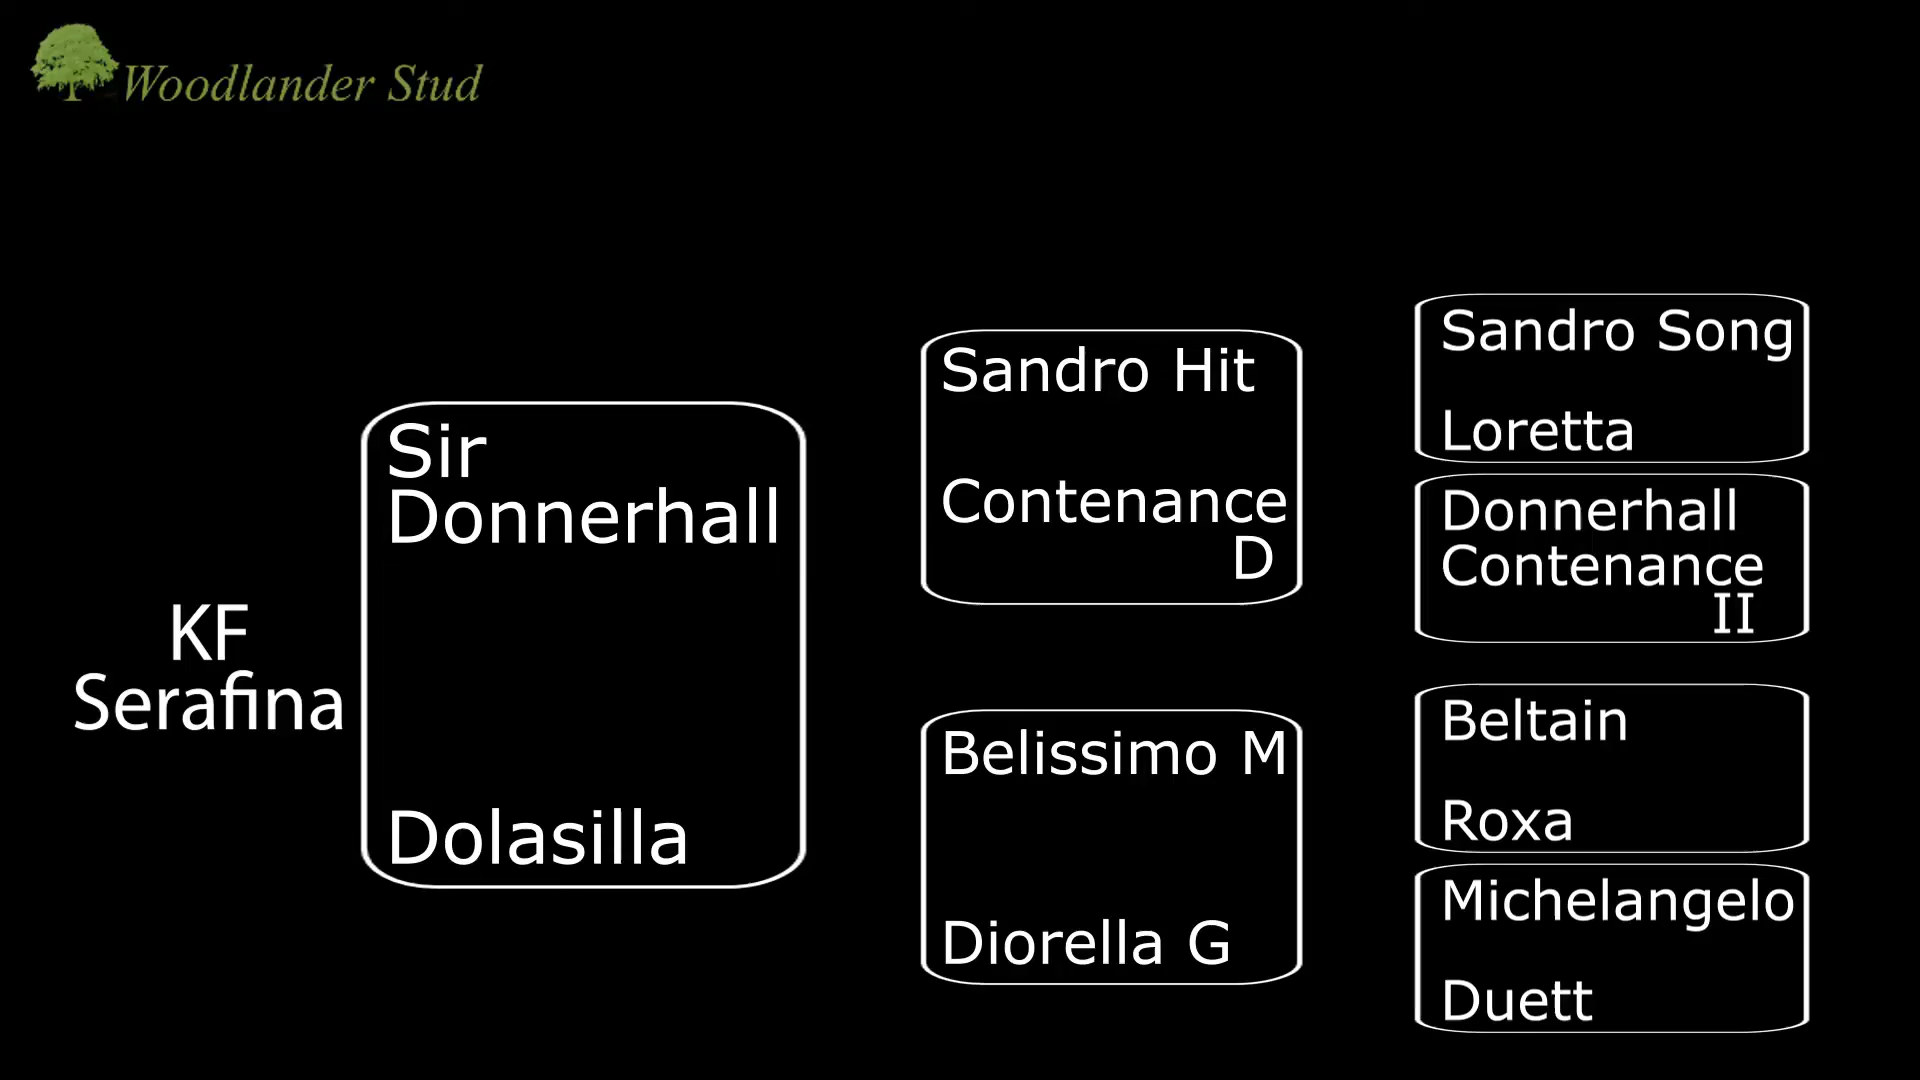 Woodlander Stud
KF
Serafina
Sir
Donnerhall
Dolasilla
Sandro Hit
Contenance
D
Belissimo M
Diorella G
Sandro Song
Loretta
Donnerhall
Contenance
II
Beltain
Roxa
Michelangelo
Duett